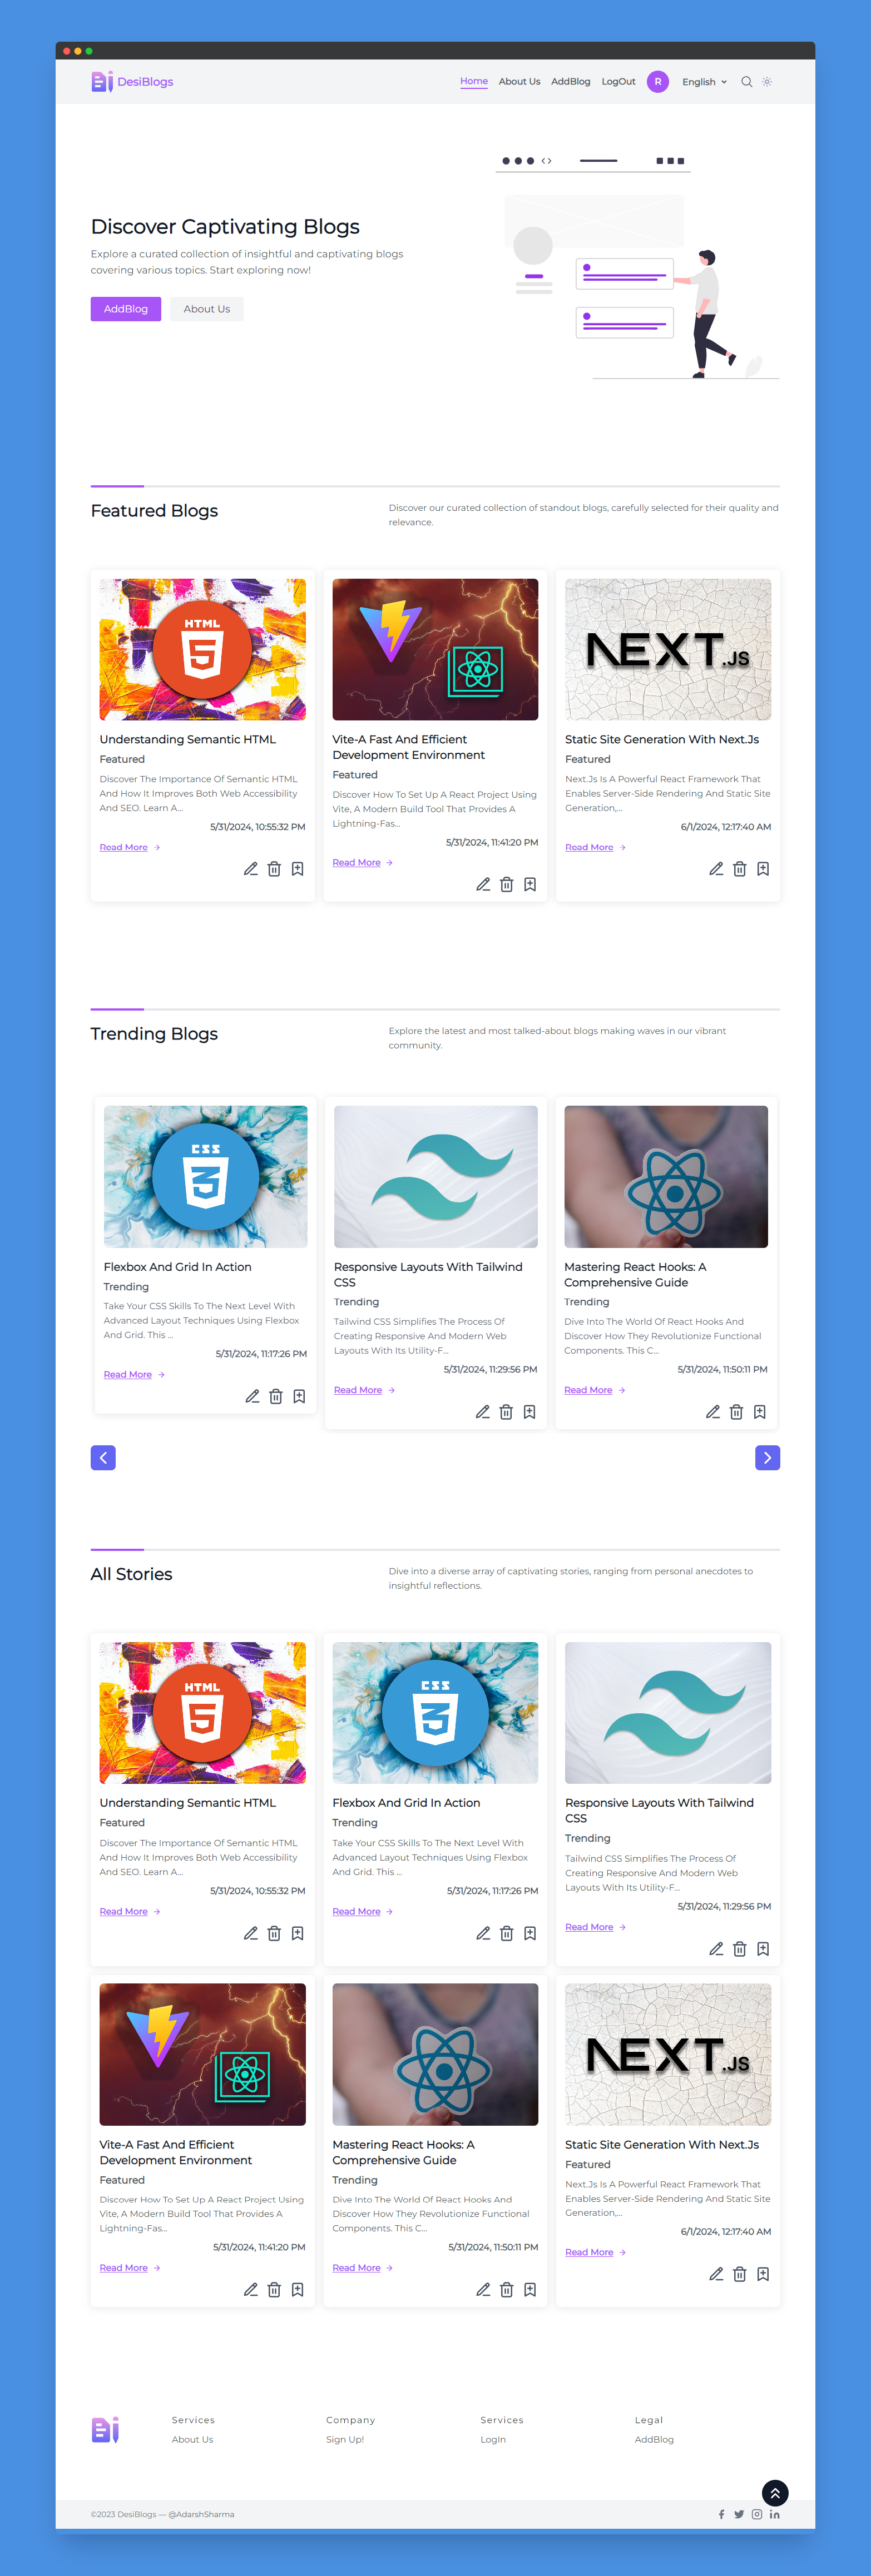 DesiBlogs
Home About Us AddBlog LogOut R English
Discover Captivating Blogs
Explore a curated collection of insightful and captivating blogs
covering various topics. Start exploring now!
AddBlog About Us
Featured Blogs
Discover our curated collection of standout blogs, carefully selected for their quality and
relevance.
HTML
5
Understanding Semantic HTML
Featured
Discover The Importance Of Semantic HTML
And How It Improves Both Web Accessibility
And SEO. Learn A...
5/31/2024, 10:55:32 PM
Read More
Vite-A Fast And Efficient
Development Environment
Featured
Discover How To Set Up A React Project Using
Vite, A Modern Build Tool That Provides A
Lightning-Fas...
5/31/2024, 11:41:20 PM
Read More
NEXT.JS
Static Site Generation With Next.Js
Featured
Next.Js Is A Powerful React Framework That
Enables Server-Side Rendering And Static Site
Generation,...
6/1/2024, 12:17:40 AM
Read More
Trending Blogs
Explore the latest and most talked-about blogs making waves in our vibrant
community.
CSS
3
Flexbox And Grid In Action
Trending
Take Your CSS Skills To The Next Level With
Advanced Layout Techniques Using Flexbox
And Grid. This ...
5/31/2024, 11:17:26 PM
Read More
Responsive Layouts With Tailwind
CSS
Trending
Tailwind CSS Simplifies The Process Of
Creating Responsive And Modern Web
Layouts With Its Utility-F...
5/31/2024, 11:29:56 PM
Read More
Mastering React Hooks: A
Comprehensive Guide
Trending
Dive Into The World Of React Hooks And
Discover How They Revolutionize Functional
Components. This C...
5/31/2024, 11:50:11 PM
Read More
All Stories
Dive into a diverse array of captivating stories, ranging from personal anecdotes to
insightful reflections.
HTML
5
Understanding Semantic HTML
Featured
Discover The Importance Of Semantic HTML
And How It Improves Both Web Accessibility
And SEO. Learn A...
5/31/2024, 10:55:32 PM
Read More
CSS
3
Flexbox And Grid In Action
Trending
Take Your CSS Skills To The Next Level With
Advanced Layout Techniques Using Flexbox
And Grid. This ...
5/31/2024, 11:17:26 PM
Read More
Responsive Layouts With Tailwind
CSS
Trending
Tailwind CSS Simplifies The Process Of
Creating Responsive And Modern Web
Layouts With Its Utility-F...
5/31/2024, 11:29:56 PM
Read More
Vite-A Fast And Efficient
Development Environment
Featured
Discover How To Set Up A React Project Using
Vite, A Modern Build Tool That Provides A
Lightning-Fas...
5/31/2024, 11:41:20 PM
Read More
Mastering React Hooks: A
Comprehensive Guide
Trending
Dive Into The World Of React Hooks And
Discover How They Revolutionize Functional
Components. This C...
5/31/2024, 11:50:11 PM
Read More
NEXT.JS
Static Site Generation With Next.Js
Featured
Next.Js Is A Powerful React Framework That
Enables Server-Side Rendering And Static Site
Generation,...
6/1/2024, 12:17:40 AM
Read More
Services
About Us
Company
Sign Up!
Services
LogIn
Legal
AddBlog
©2023 DesiBlogs — @AdarshSharma